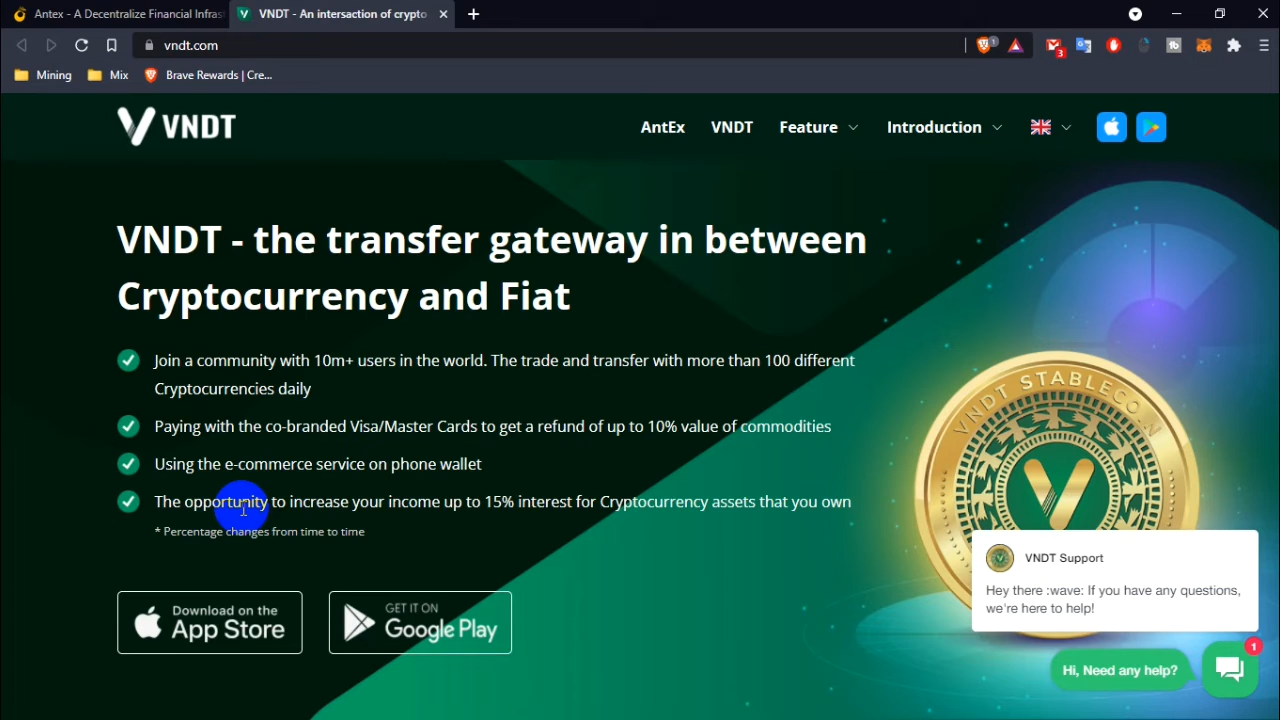 Antex - A Decentralize Financial Infras
VNDT - An intersaction of crypto
vndt.com
1
3
Mining
Mix
Brave Rewards | Cre...
VNDT
AntEx
VNDT
Feature
Introduction
VNDT - the transfer gateway in between
Cryptocurrency and Fiat
Join a community with 10m+ users in the world. The trade and transfer with more than 100 different
Cryptocurrencies daily
Paying with the co-branded Visa/Master Cards to get a refund of up to 10% value of commodities
Using the e-commerce service on phone wallet
The opportunity to increase your income up to 15% interest for Cryptocurrency assets that you own
* Percentage changes from time to time
VNDT STABLECOIN
Download on the
App Store
GET IT ON
Google Play
VNDT Support
Hey there :wave: If you have any questions,
we're here to help!
Hi, Need any help?
1